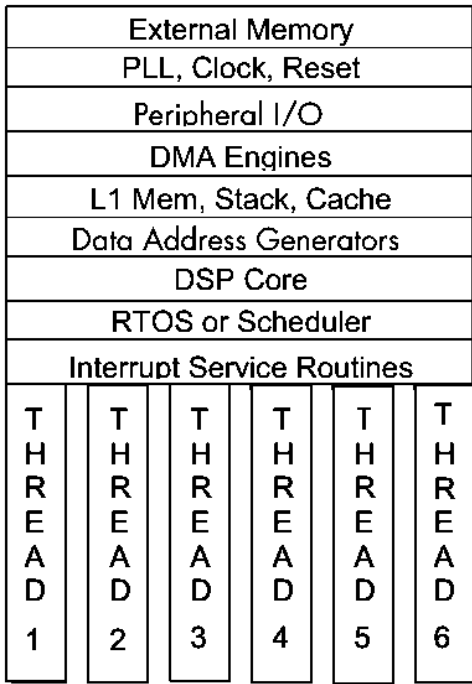 External Memory
PLL, Clock, Reset
Peripheral I/O
DMA Engines
L1 Mem, Stack, Cache
Data Address Generators
DSP Core
RTOS or Scheduler
Interrupt Service Routines
THREAD 1
THREAD 2
THREAD 3
THREAD 4
THREAD 5
THREAD 6